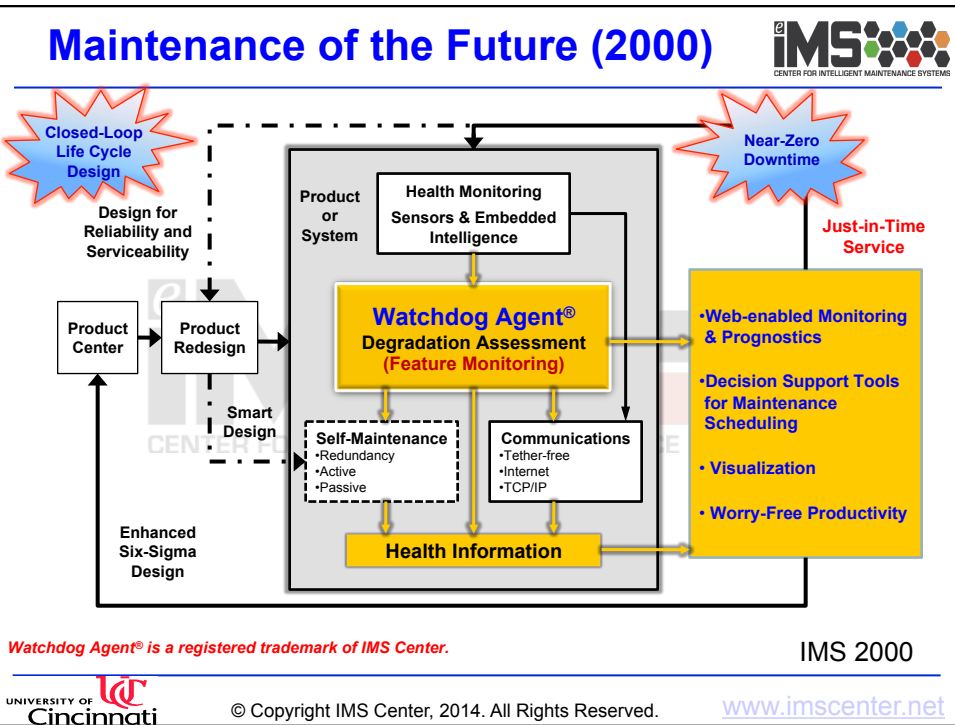 Maintenance of the Future (2000)
e
iMS
CENTER FOR INTELLIGENT MAINTENANCE SYSTEMS
Closed-Loop
Life Cycle
Design
Near-Zero
Downtime
Design for
Reliability and
Serviceability
Product
or
System
Health Monitoring
Sensors & Embedded
Intelligence
Just-in-Time
Service
Product
Center
Product
Redesign
Watchdog Agent®
Degradation Assessment
(Feature Monitoring)
•Web-enabled Monitoring
& Prognostics
•Decision Support Tools
for Maintenance
Scheduling
• Visualization
• Worry-Free Productivity
Smart
Design
Self-Maintenance
•Redundancy
•Active
•Passive
Communications
•Tether-free
•Internet
•TCP/IP
Enhanced
Six-Sigma
Design
Health Information
Watchdog Agent® is a registered trademark of IMS Center.
IMS 2000
UNIVERSITY OF
Cincinnati
UC
© Copyright IMS Center, 2014. All Rights Reserved.
www.imscenter.net